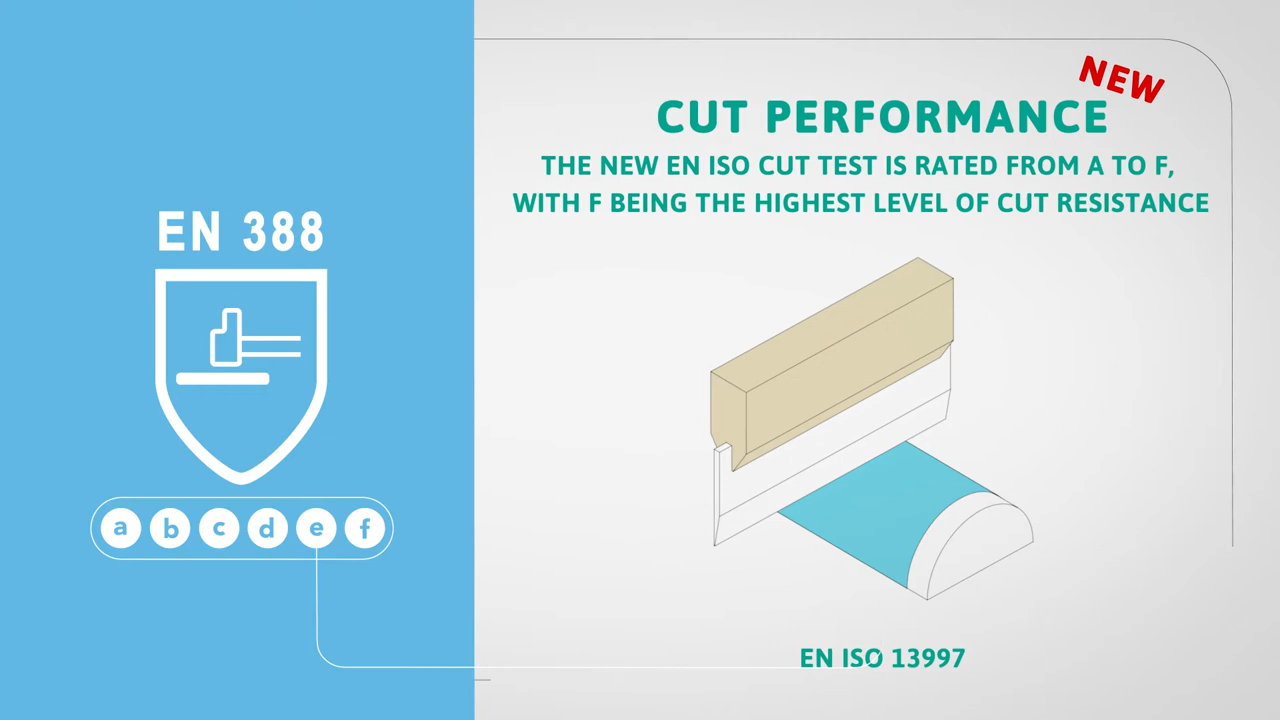 EN 388
a b c d e f
NEW
CUT PERFORMANCE
THE NEW EN ISO CUT TEST IS RATED FROM A TO F,
WITH F BEING THE HIGHEST LEVEL OF CUT RESISTANCE
EN ISO 13997